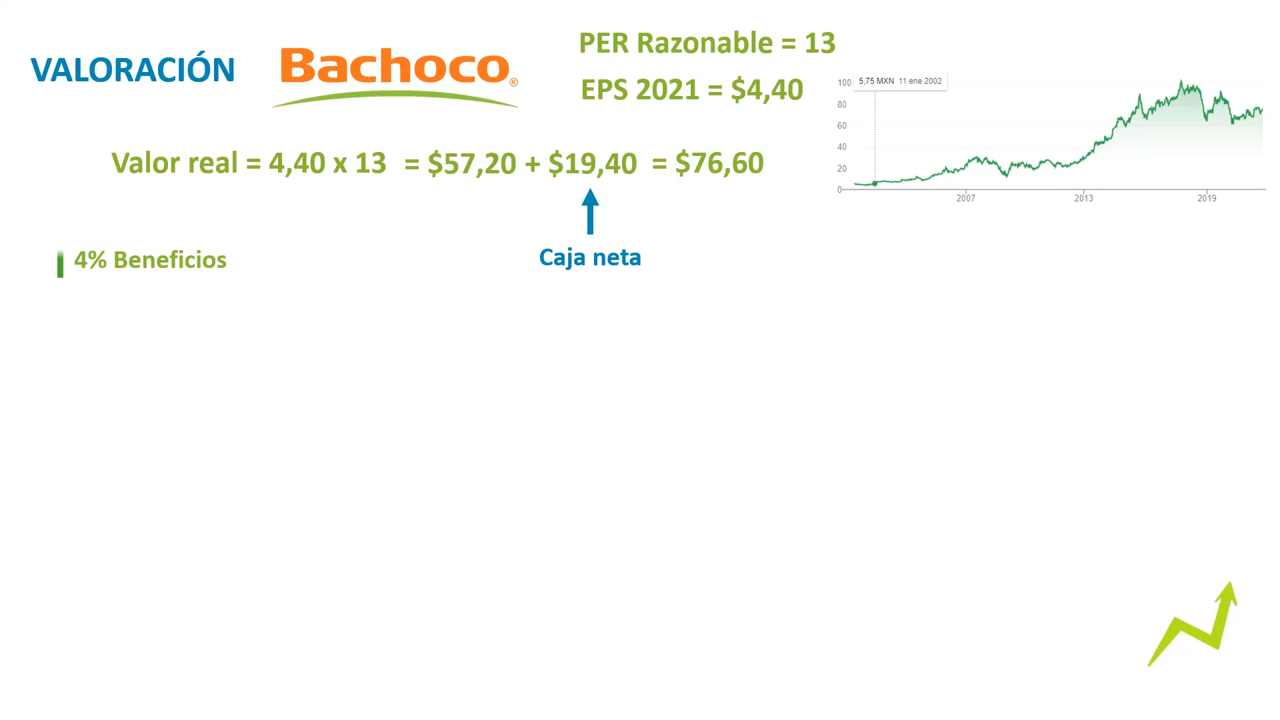 VALORACIÓN
Bachoco®
PER Razonable = 13
EPS 2021 = $4,40
Valor real = 4,40 x 13 = $57,20 + $19,40 = $76,60
Caja neta
4% Beneficios
5,75 MXN 11 ene 2002
100
80
60
40
20
0
2007 2013 2019